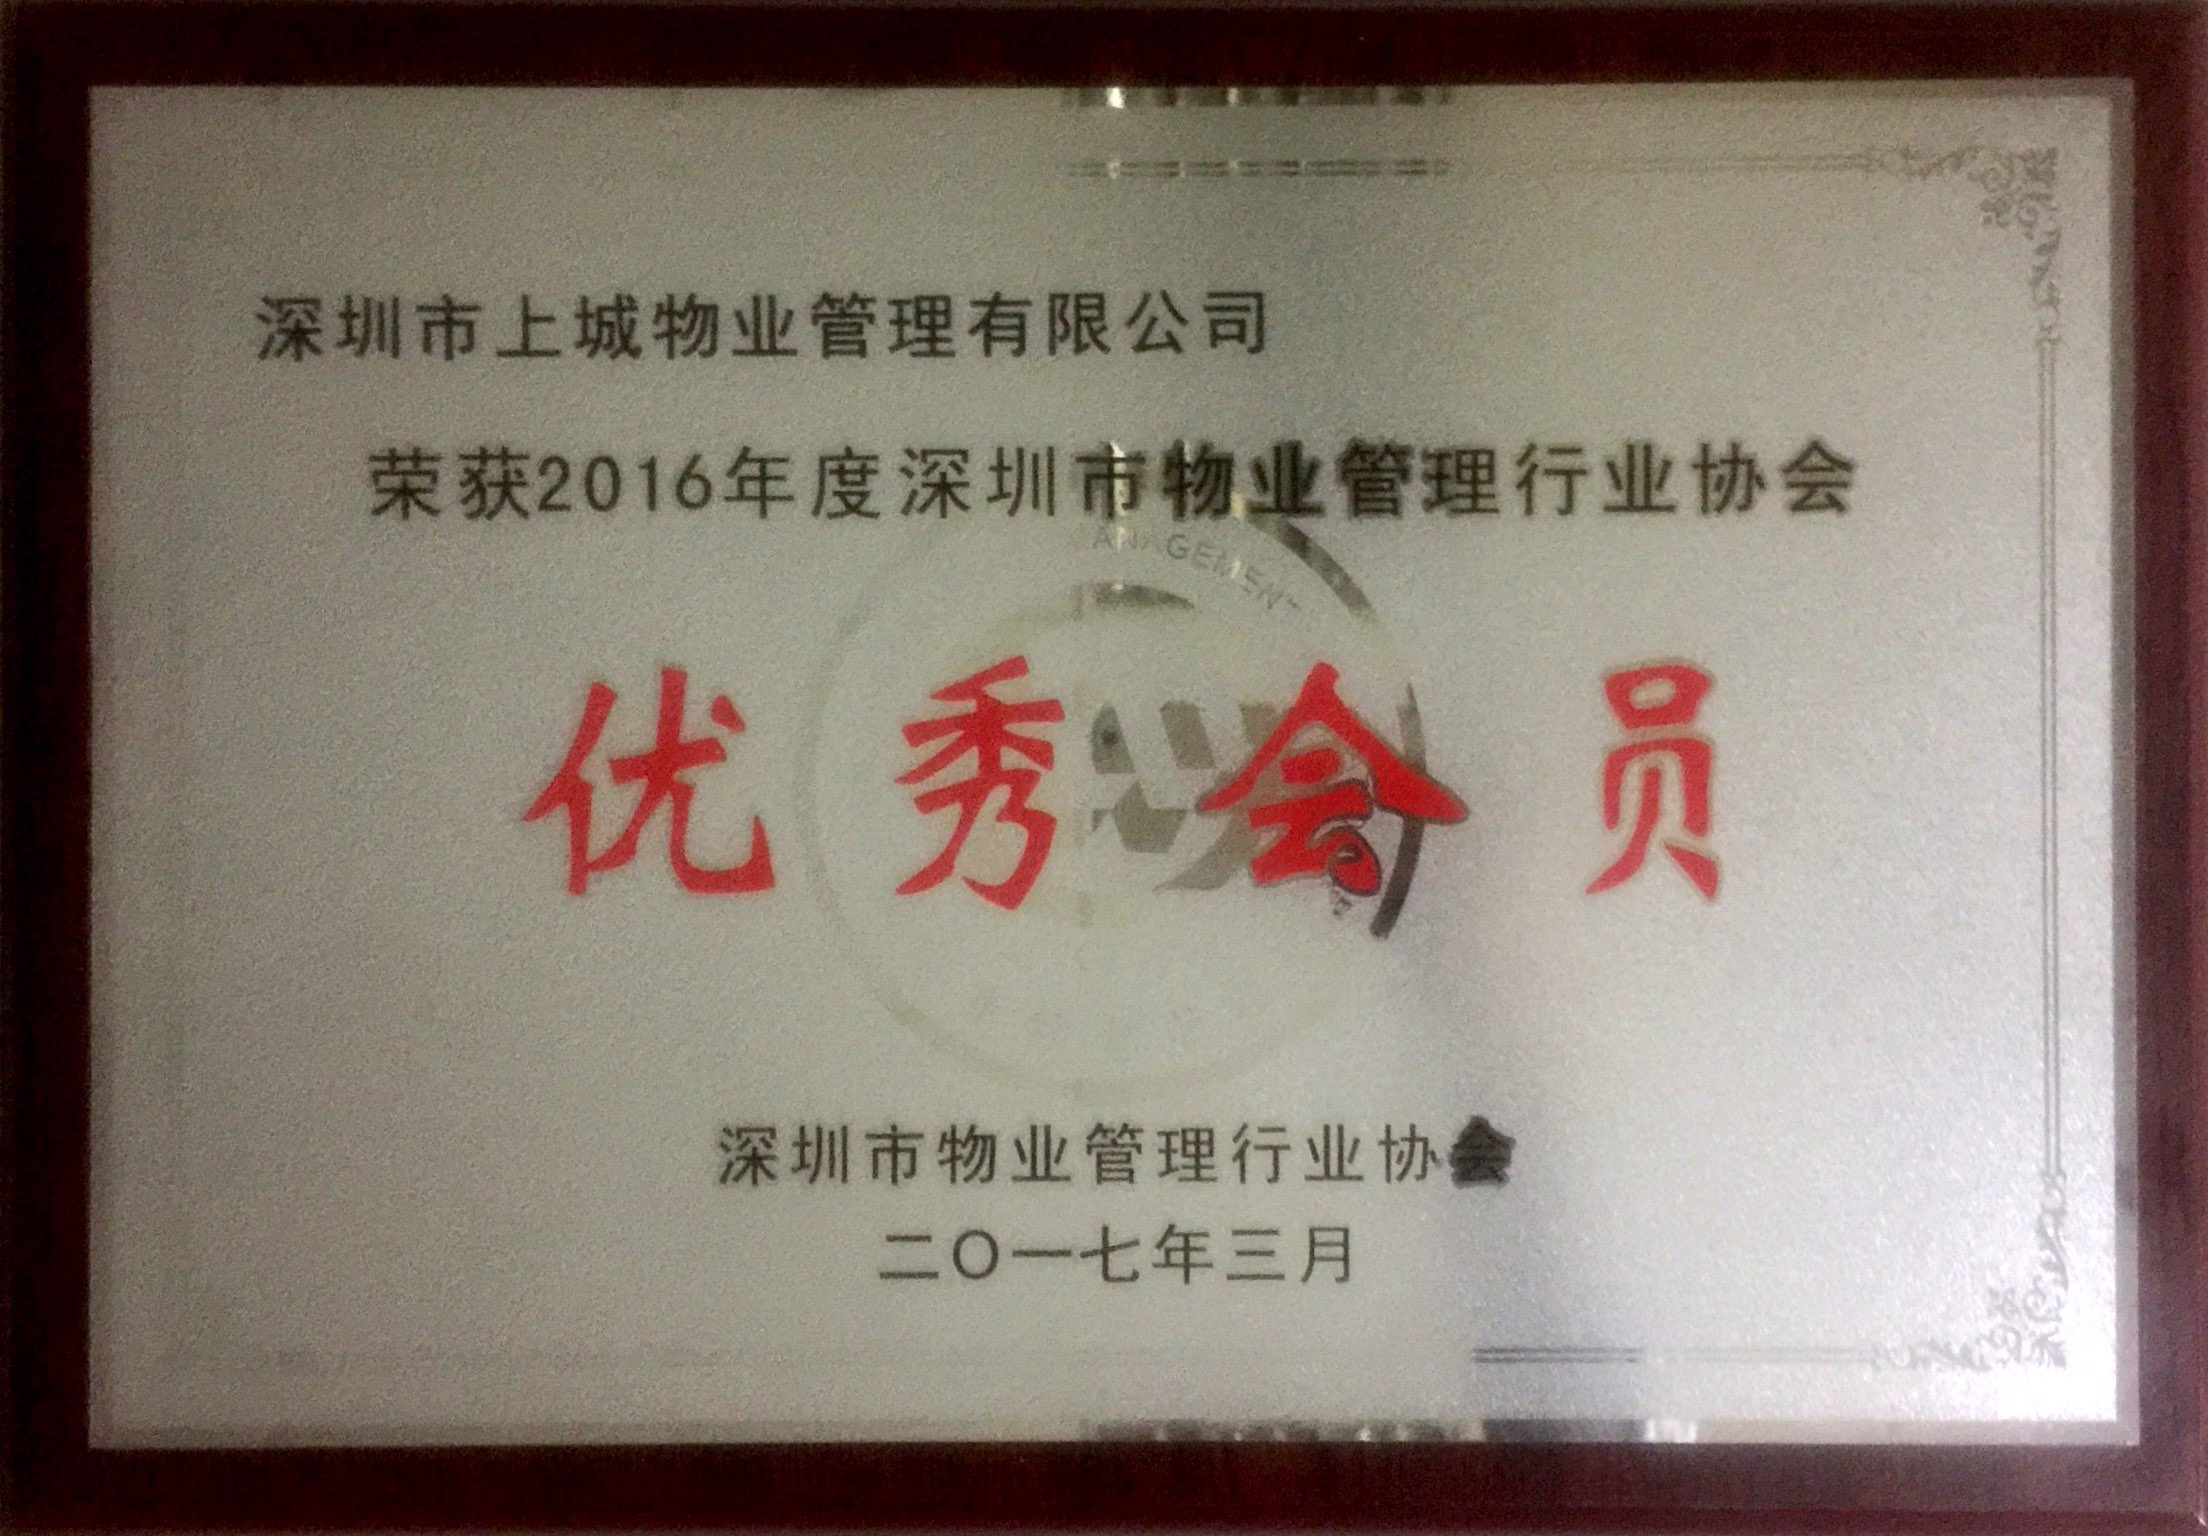 深圳市上城物业管理有限公司
荣获2016年度深圳市物业管理行业协会
MANAGEMENT
优秀会员
深圳市物业管理行业协会
二〇一七年三月